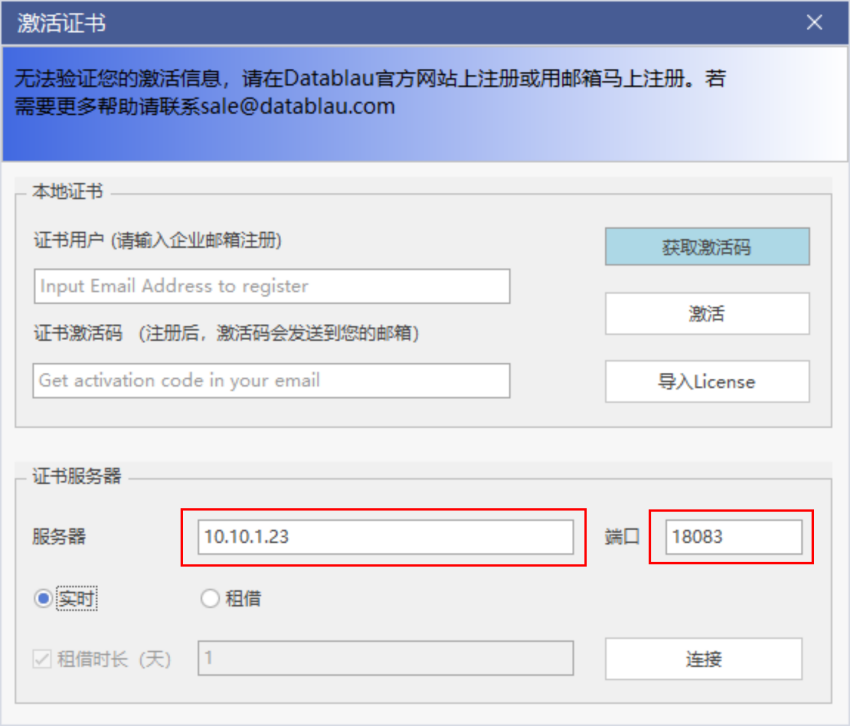 激活证书
无法验证您的激活信息，请在Datablau官方网站上注册或用邮箱马上注册。若
需要更多帮助请联系sale@datablau.com
本地证书
证书用户 (请输入企业邮箱注册)
获取激活码
Input Email Address to register
激活
证书激活码 （注册后，激活码会发送到您的邮箱）
Get activation code in your email
导入License
证书服务器
服务器 10.10.1.23 端口 18083
实时 租借
租借时长（天） 1 连接